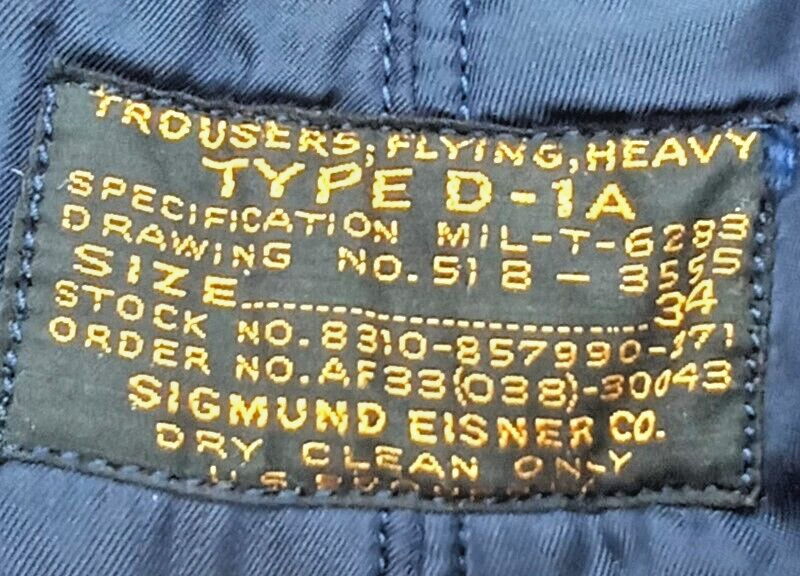 TROUSERS, FLYING, HEAVY
TYPE D-1A
SPECIFICATION MIL-T-6283
DRAWING NO. 51B - 3555
SIZE 34
STOCK NO. 8310-857990-371
ORDER NO. AF33(038)-30043
SIGMUND EISNER CO.
DRY CLEAN ONLY
U.S.